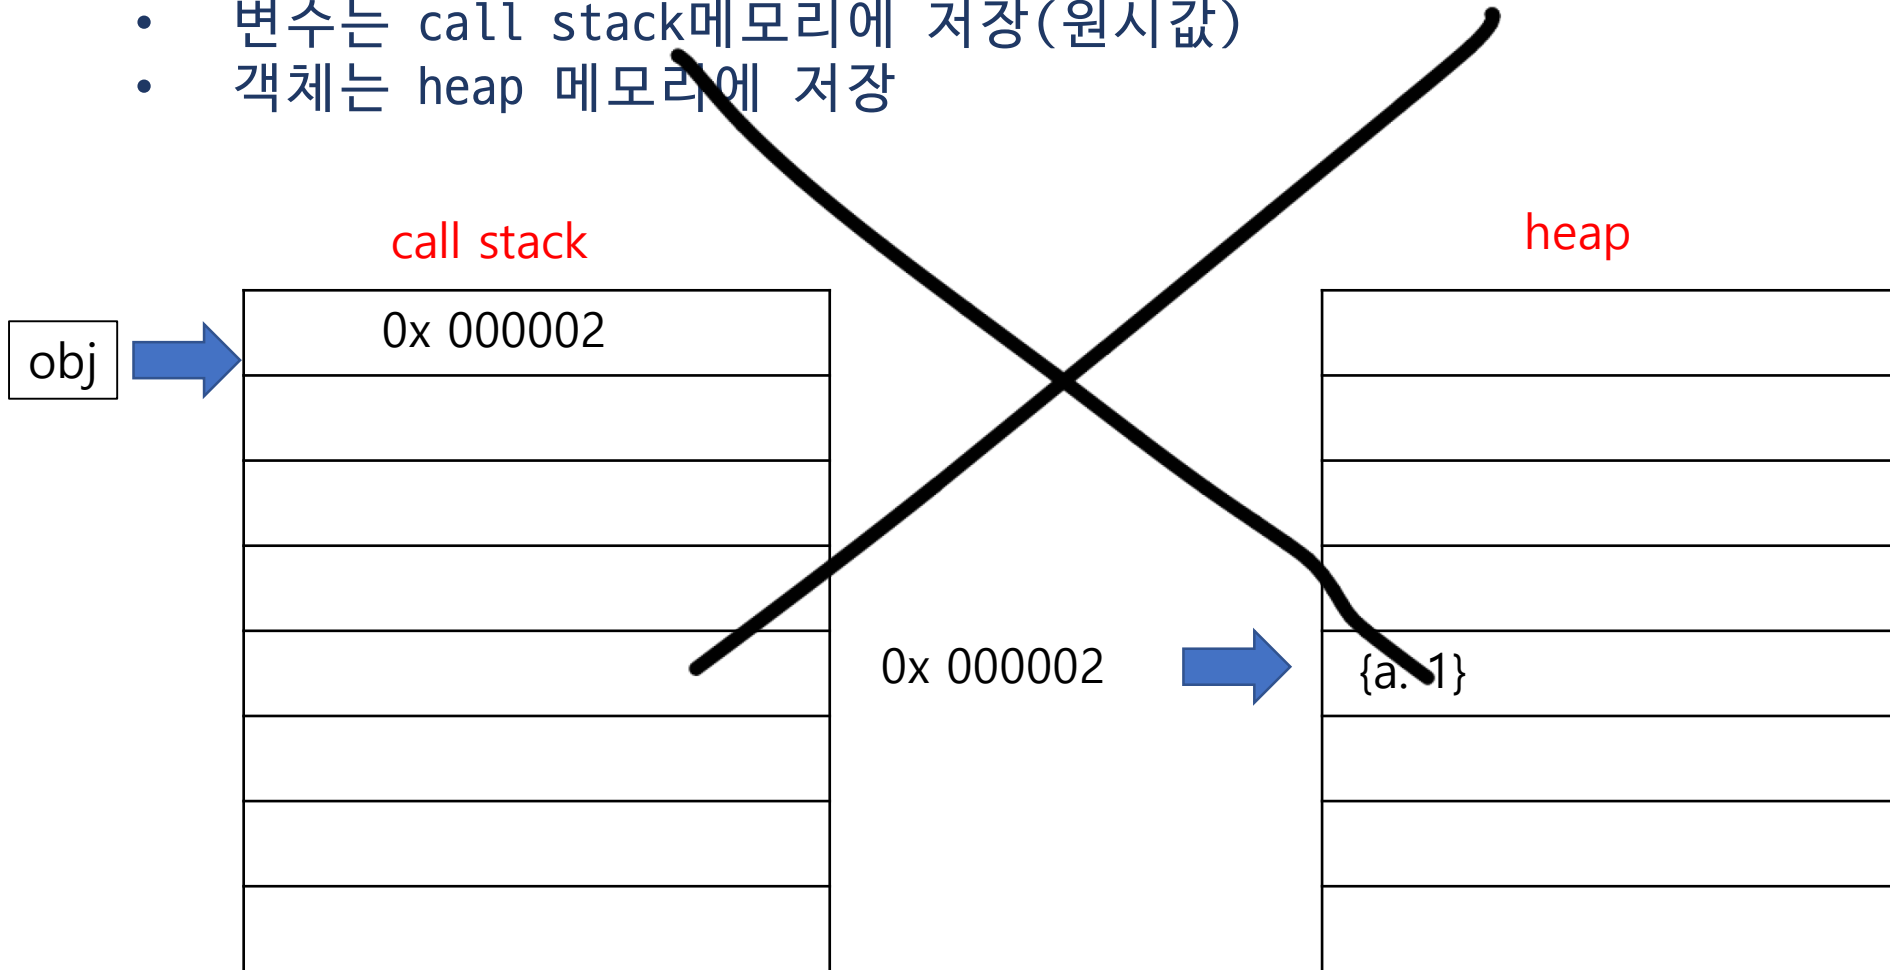 • 변수는 call stack메모리에 저장(원시값)
• 객체는 heap 메모리에 저장
call stack
heap
obj
0x 000002
0x 000002
{a: 1}